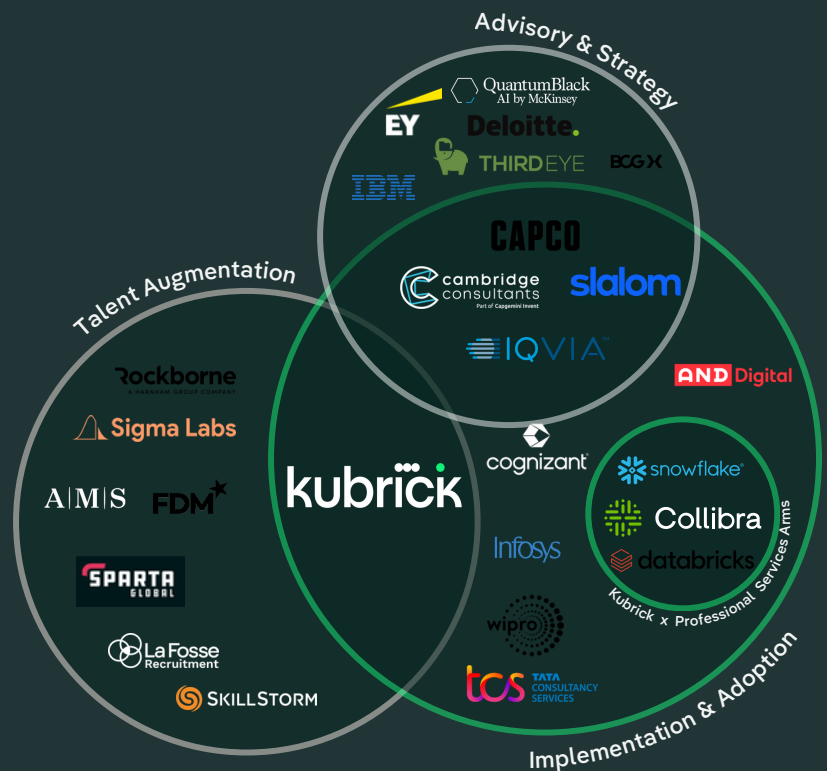 Advisory & Strategy
QuantumBlack
AI by McKinsey
EY
Deloitte.
THIRDEYE
BCG X
IBM
CAPCO
cambridge
consultants
Part of Capgemini Invent
slalom
IQVIA™
Talent Augmentation
Rockborne
A HARNHAM GROUP COMPANY
Sigma Labs
A|M|S
FDM
SPARTA
GLOBAL
La Fosse
Recruitment
SKILLSTORM
kubrick
AND Digital
cognizant
Infosys
wipro
tcs TATA
CONSULTANCY
SERVICES
snowflake®
Collibra
databricks
Kubrick x Professional Services Arms
Implementation & Adoption